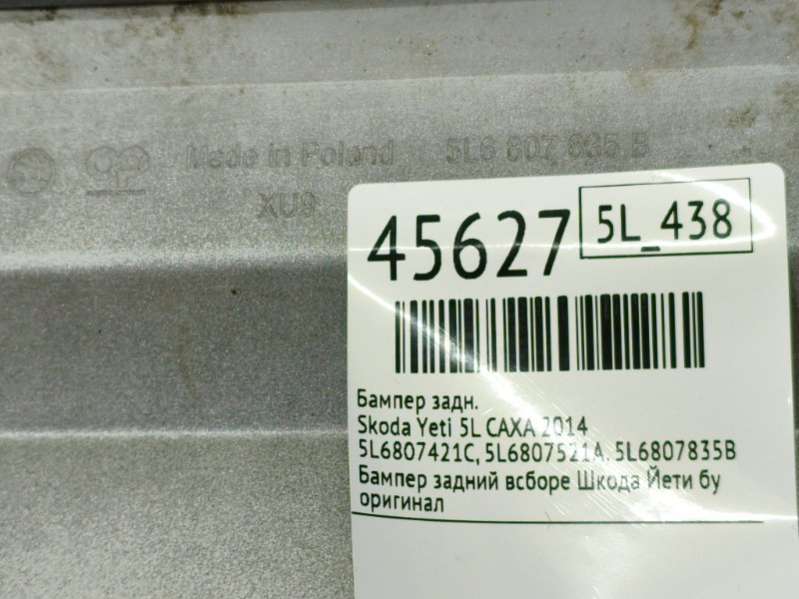 Made in Poland 5L6 807 835.B
XU9
45627
5L_438
Бампер задн.
Skoda Yeti 5L CAXA 2014
5L6807421C, 5L6807521A, 5L6807835B
Бампер задний всборе Шкода Йети бу
оригинал